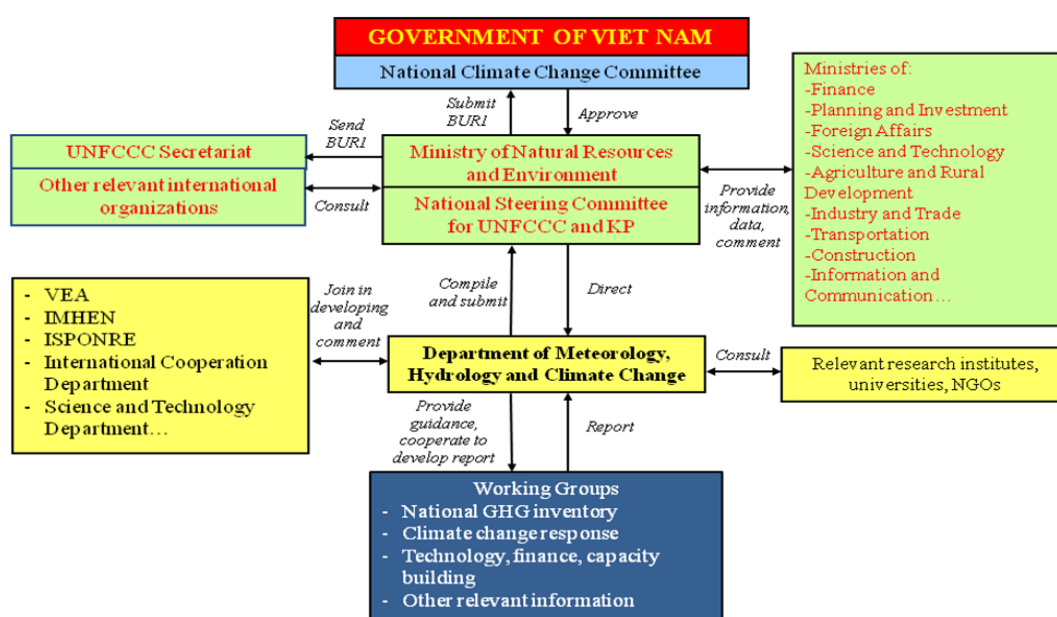 GOVERNMENT OF VIET NAM
National Climate Change Committee
Submit
BUR1
Approve
Send
BUR1
UNFCCC Secretariat
Other relevant international
organizations
Consult
Ministry of Natural Resources
and Environment
National Steering Committee
for UNFCCC and KP
Provide
information,
data,
comment
Ministries of:
-Finance
-Planning and Investment
-Foreign Affairs
-Science and Technology
-Agriculture and Rural
Development
-Industry and Trade
-Transportation
-Construction
-Information and
Communication…
Compile
and submit
Direct
- VEA
- IMHEN
- ISPONRE
- International Cooperation
Department
- Science and Technology
Department…
Join in
developing
and
comment
Department of Meteorology,
Hydrology and Climate Change
Consult
Relevant research institutes,
universities, NGOs
Provide
guidance,
cooperate to
develop report
Report
Working Groups
- National GHG inventory
- Climate change response
- Technology, finance, capacity
building
- Other relevant information